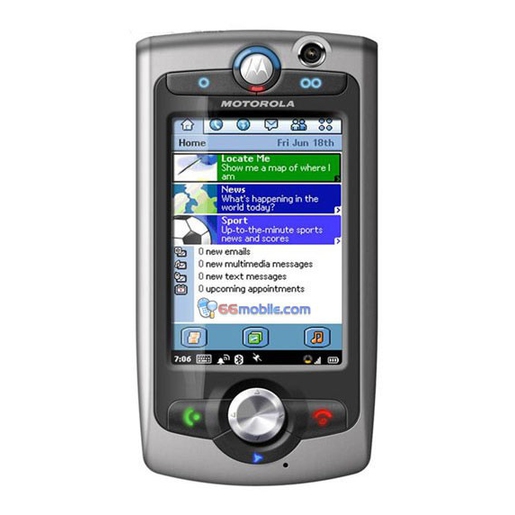 MOTOROLA
Home Fri Jun 18th
Locate Me
Show me a map of where I
am
News
What's happening in the
world today?
Sport
Up-to-the-minute sports
news and scores
0 new emails
0 new multimedia messages
0 new text messages
0 upcoming appointments
66mobile.com
7:06